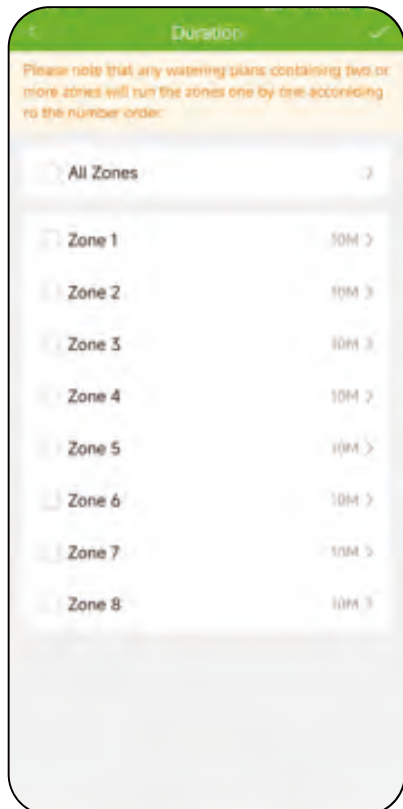 Duration
Please note that any watering plans containing two or
more zones will run the zones one by one accoreding
ro the number order.
All Zones
Zone 1 10M
Zone 2 10M
Zone 3 10M
Zone 4 10M
Zone 5 10M
Zone 6 10M
Zone 7 10M
Zone 8 10M